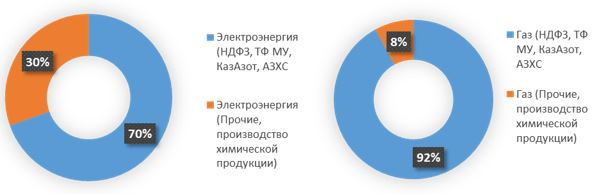 30%
70%
Электроэнергия
(НДФЗ, ТФ МУ,
КазАзот, АЗХС
Электроэнергия
(Прочие,
производство
химической
продукции)
8%
92%
Газ (НДФЗ, ТФ
МУ, КазАзот,
АЗХС
Газ (Прочие,
производство
химической
продукции)